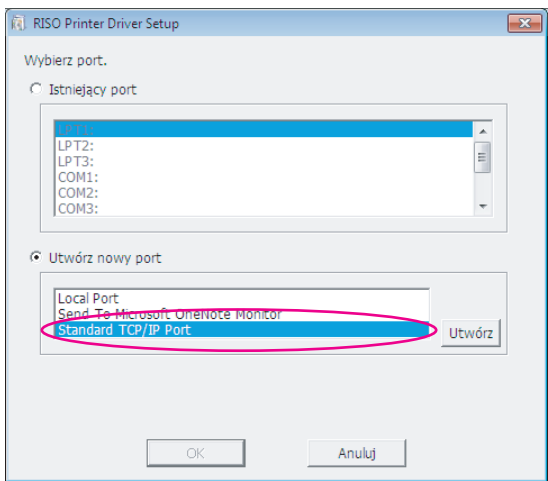 RISO Printer Driver Setup
Wybierz port.
Istniejący port
LPT1:
LPT2:
LPT3:
COM1:
COM2:
COM3:
Utwórz nowy port
Local Port
Send To Microsoft OneNote Monitor
Standard TCP/IP Port
Utwórz
OK
Anuluj